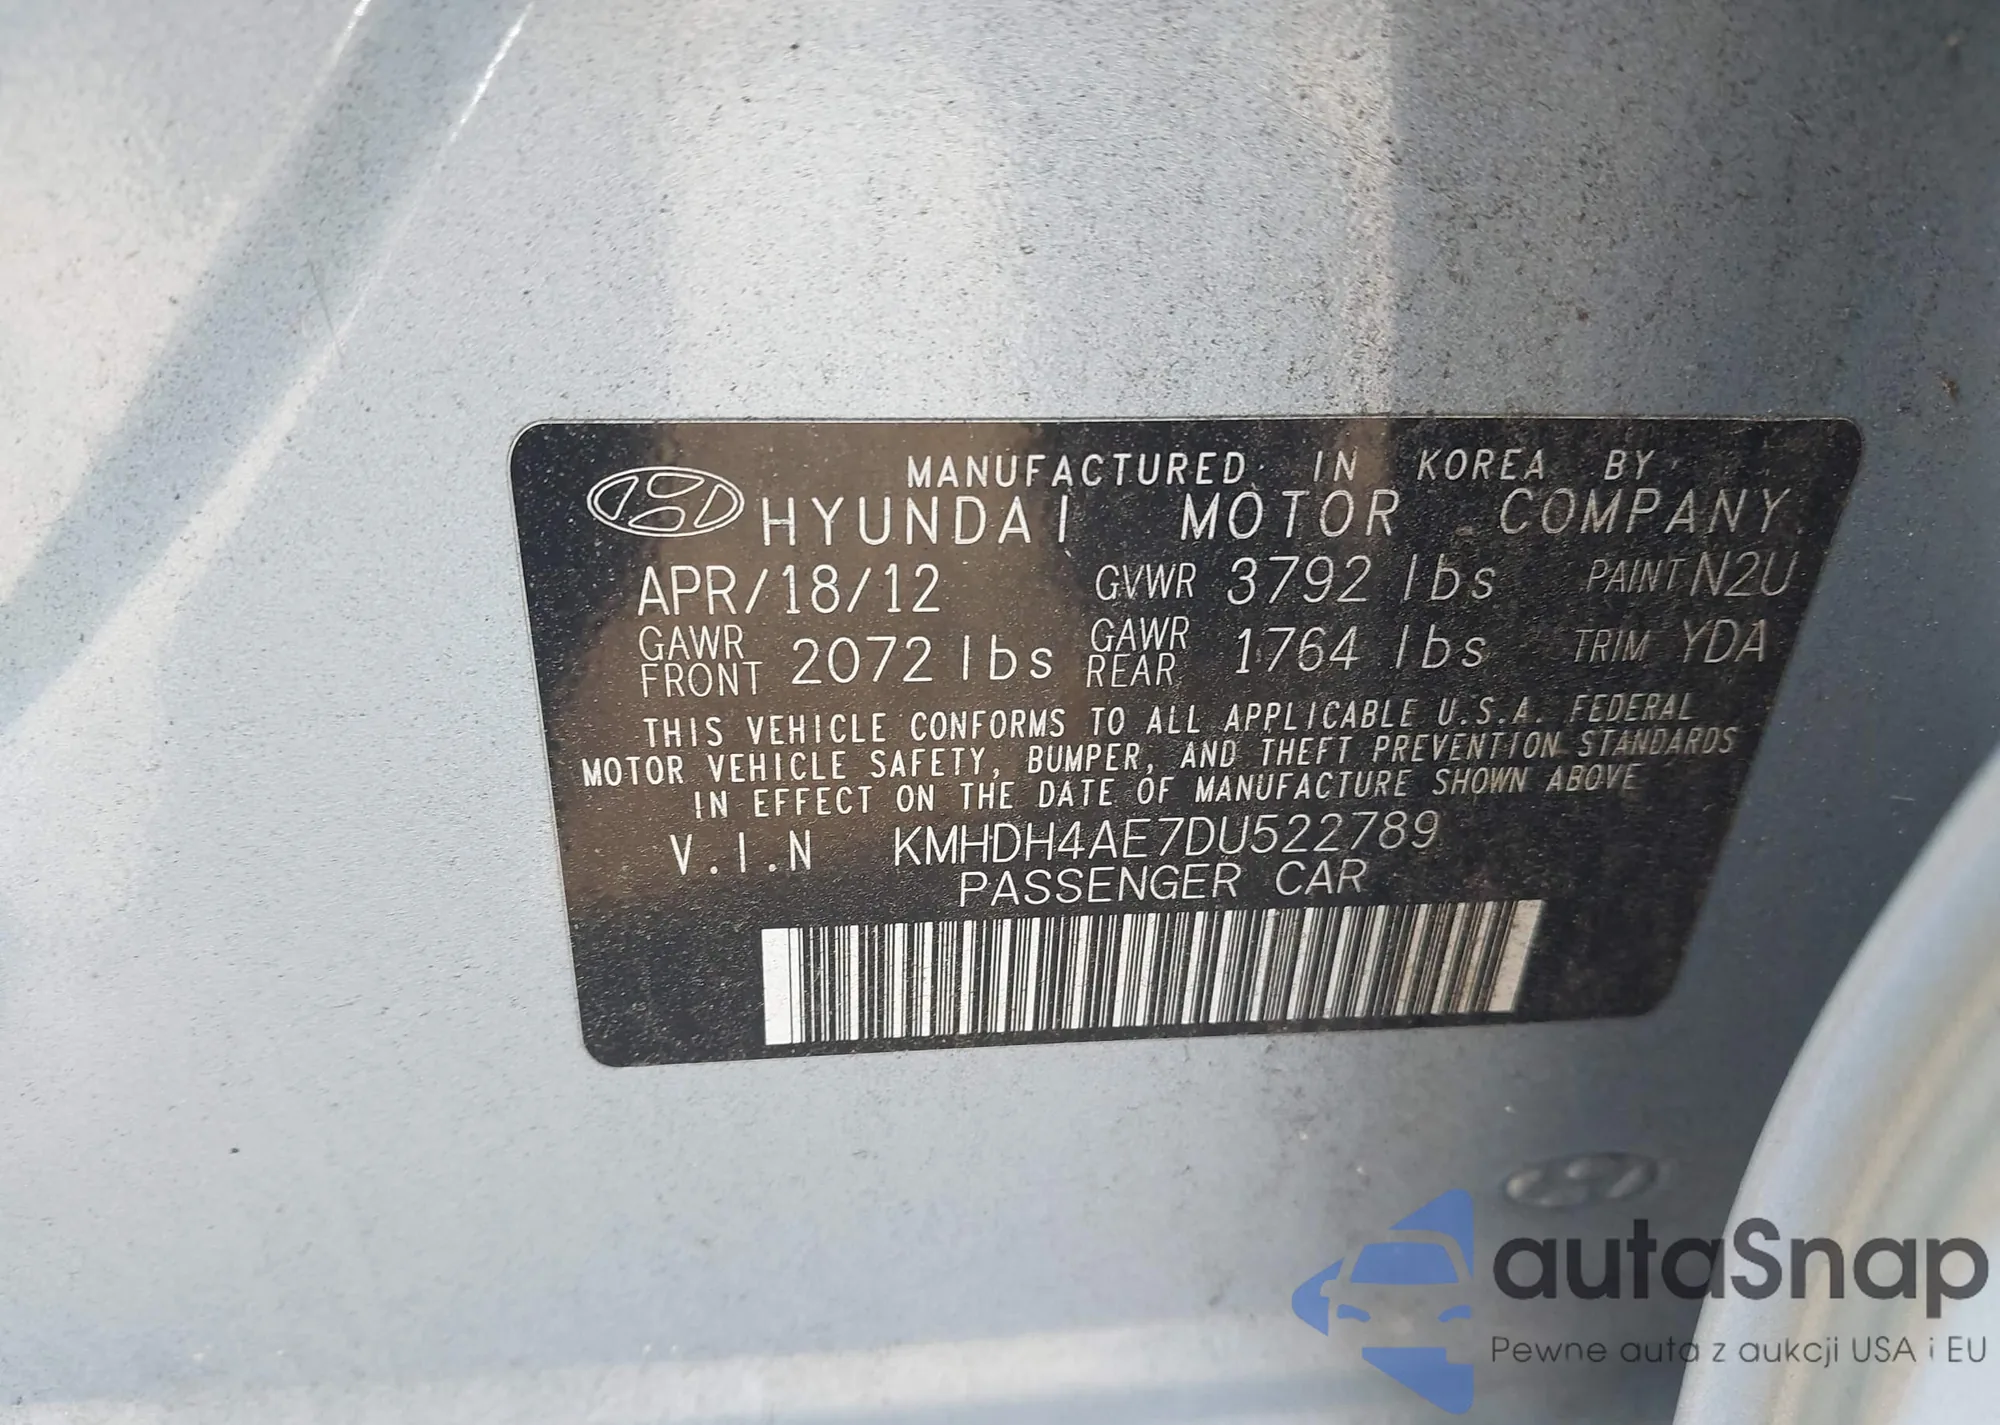 MANUFACTURED IN KOREA BY
HYUNDAI MOTOR COMPANY
APR/18/12 GVWR 3792 lbs PAINT N2U
GAWR FRONT 2072 lbs GAWR REAR 1764 lbs TRIM YDA
THIS VEHICLE CONFORMS TO ALL APPLICABLE U.S.A. FEDERAL
MOTOR VEHICLE SAFETY, BUMPER, AND THEFT PREVENTION STANDARDS
IN EFFECT ON THE DATE OF MANUFACTURE SHOWN ABOVE
V.I.N KMHDH4AE7DU522789
PASSENGER CAR
autaSnap
Pewne auta z aukcji USA i EU